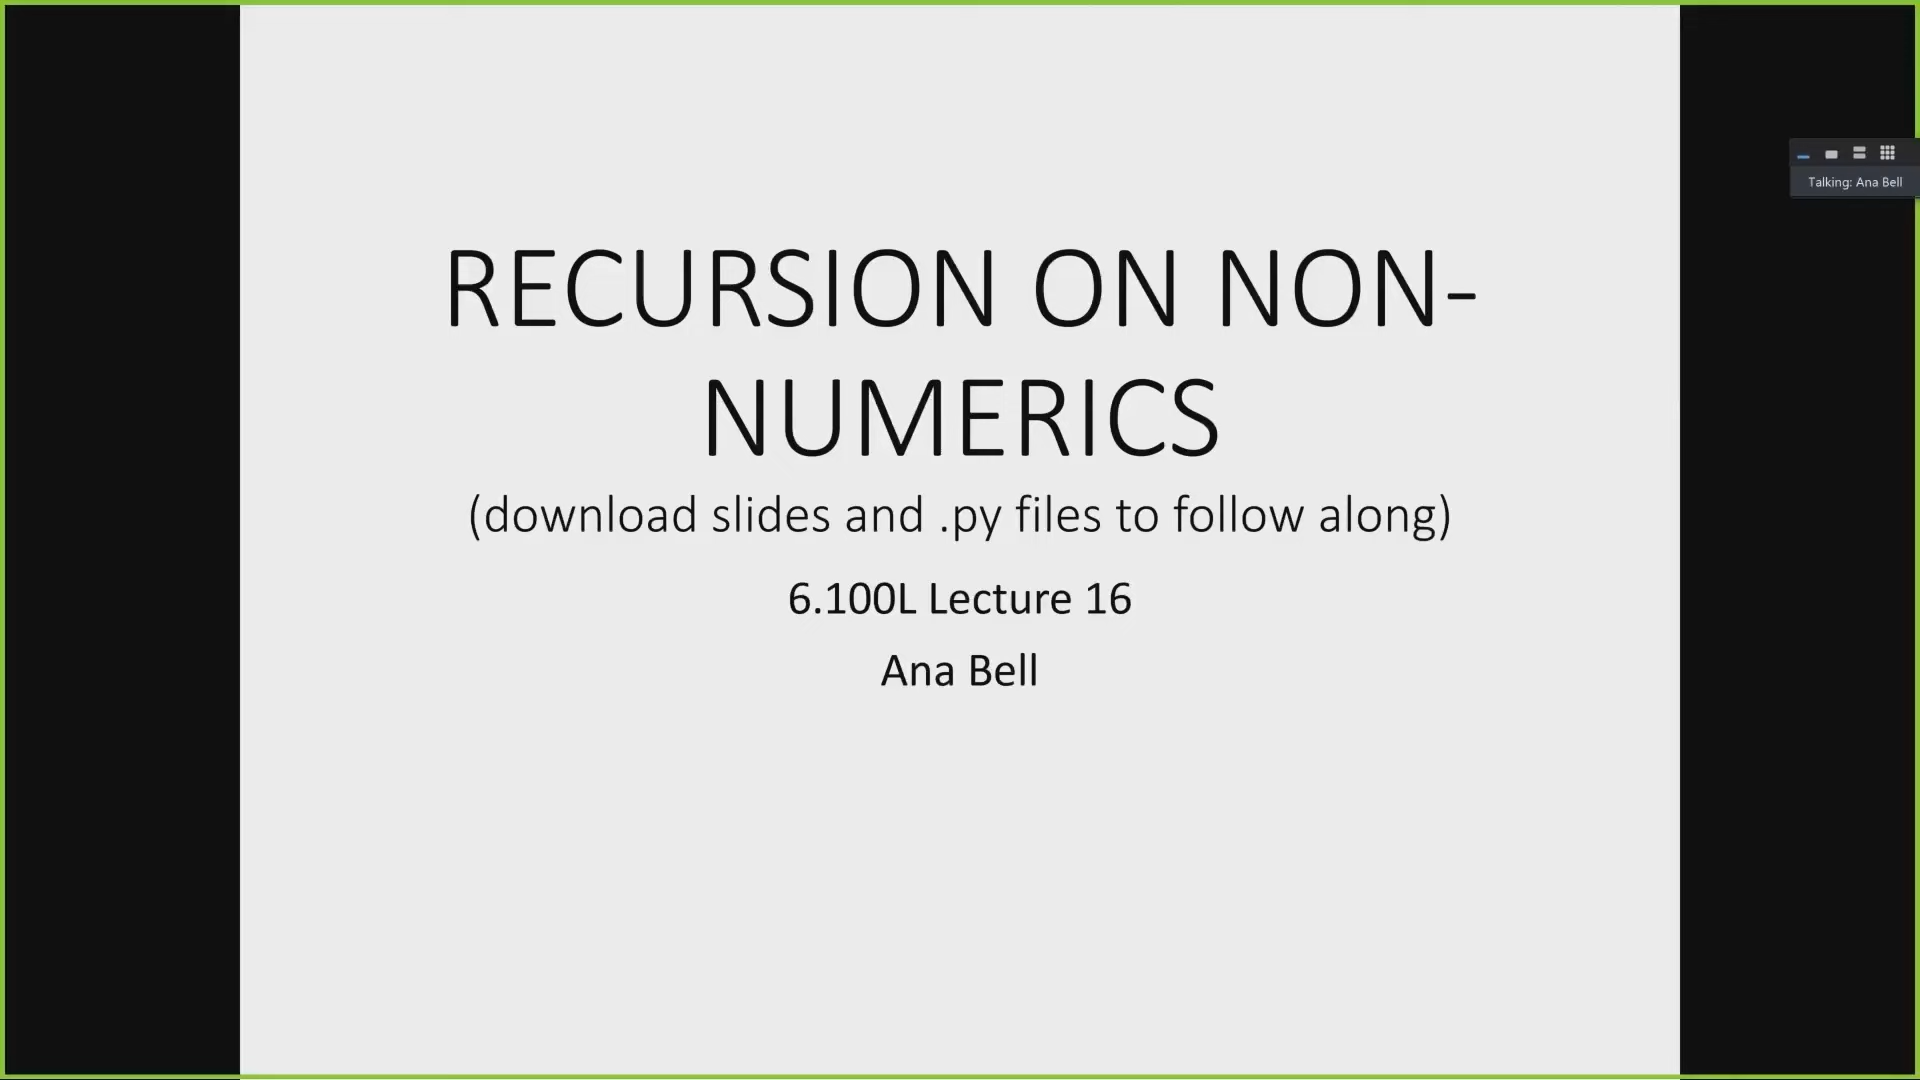 RECURSION ON NON-
NUMERICS
(download slides and .py files to follow along)
6.100L Lecture 16
Ana Bell
Talking: Ana Bell